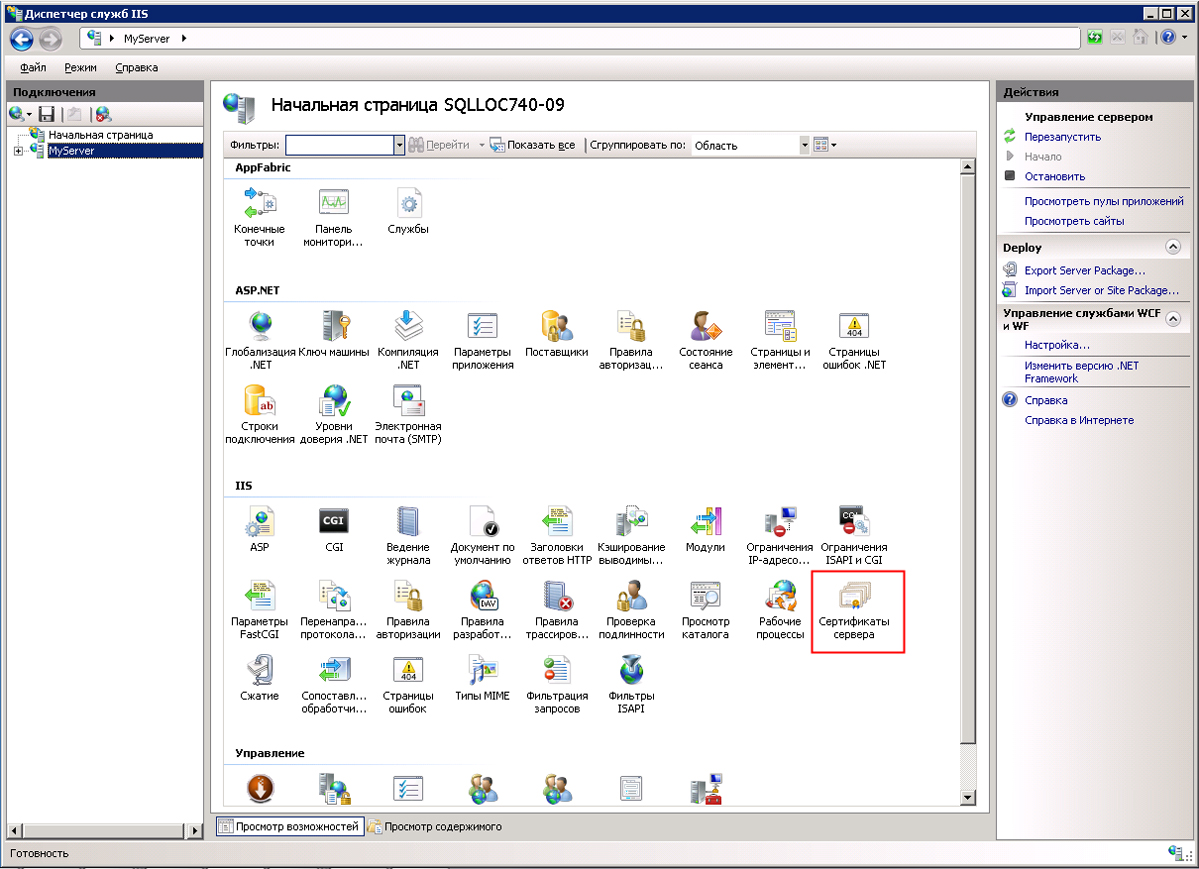 Диспетчер служб IIS
MyServer
Файл Режим Справка
Подключения
Начальная страница
MyServer
Начальная страница SQLLOC740-09
Фильтры: Перейти Показать все Сгруппировать по: Область
AppFabric
Конечные точки
Панель монитори...
Службы
ASP.NET
Глобализация .NET
Ключ машины
Компиляция .NET
Параметры приложения
Поставщики
Правила авторизац...
Состояние сеанса
Страницы и элемент...
Страницы ошибок .NET
Строки подключения
Уровни доверия .NET
Электронная почта (SMTP)
IIS
ASP
CGI
CGI
Ведение журнала
Документ по умолчанию
Заголовки ответов HTTP
Кэширование выводимы...
Модули
Ограничения IP-адресо...
Ограничения ISAPI и CGI
Параметры FastCGI
Перенапра... протокола...
Правила авторизации
Правила разработ...
Правила трассиров...
Проверка подлинности
Просмотр каталога
Рабочие процессы
Сертификаты сервера
Сжатие
Сопоставл... обработчи...
Страницы ошибок
Типы MIME
Фильтрация запросов
Фильтры ISAPI
Управление
Просмотр возможностей Просмотр содержимого
Действия
Управление сервером
Перезапустить
Начало
Остановить
Просмотреть пулы приложений
Просмотреть сайты
Deploy
Export Server Package...
Import Server or Site Package...
Управление службами WCF
и WF
Настройка...
Изменить версию .NET
Framework
Справка
Справка в Интернете
Готовность